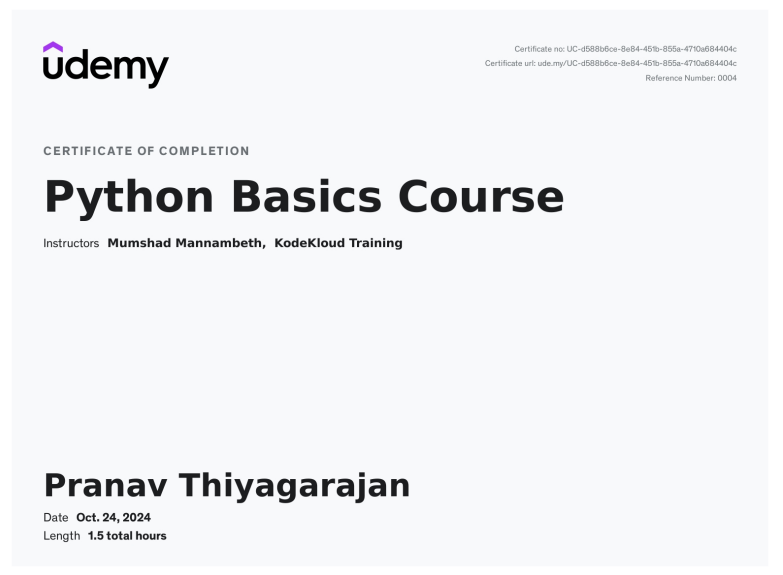 udemy
Certificate no: UC-d588b6ce-8e84-451b-855a-4710a684404c
Certificate url: ude.my/UC-d588b6ce-8e84-451b-855a-4710a684404c
Reference Number: 0004
CERTIFICATE OF COMPLETION
Python Basics Course
Instructors Mumshad Mannambeth, KodeKloud Training
Pranav Thiyagarajan
Date Oct. 24, 2024
Length 1.5 total hours